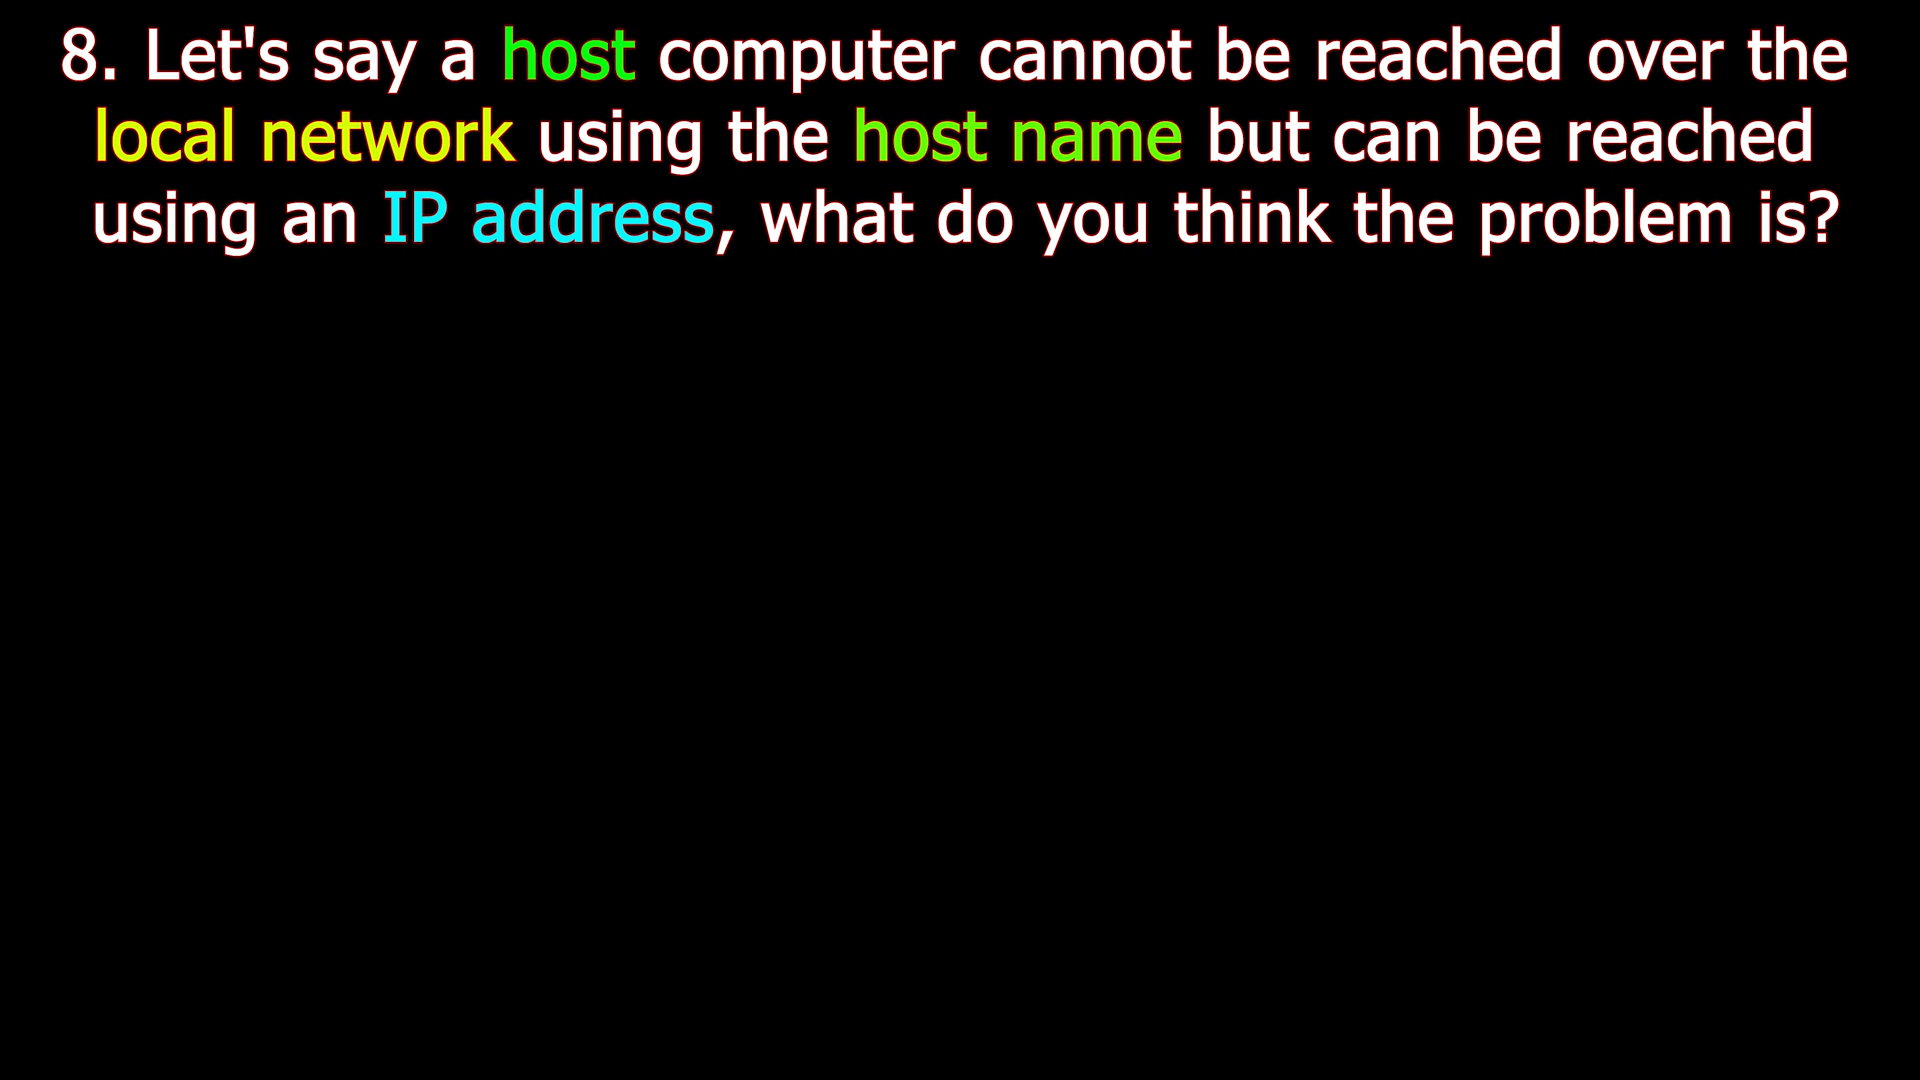 8. Let's say a host computer cannot be reached over the
local network using the host name but can be reached
using an IP address, what do you think the problem is?